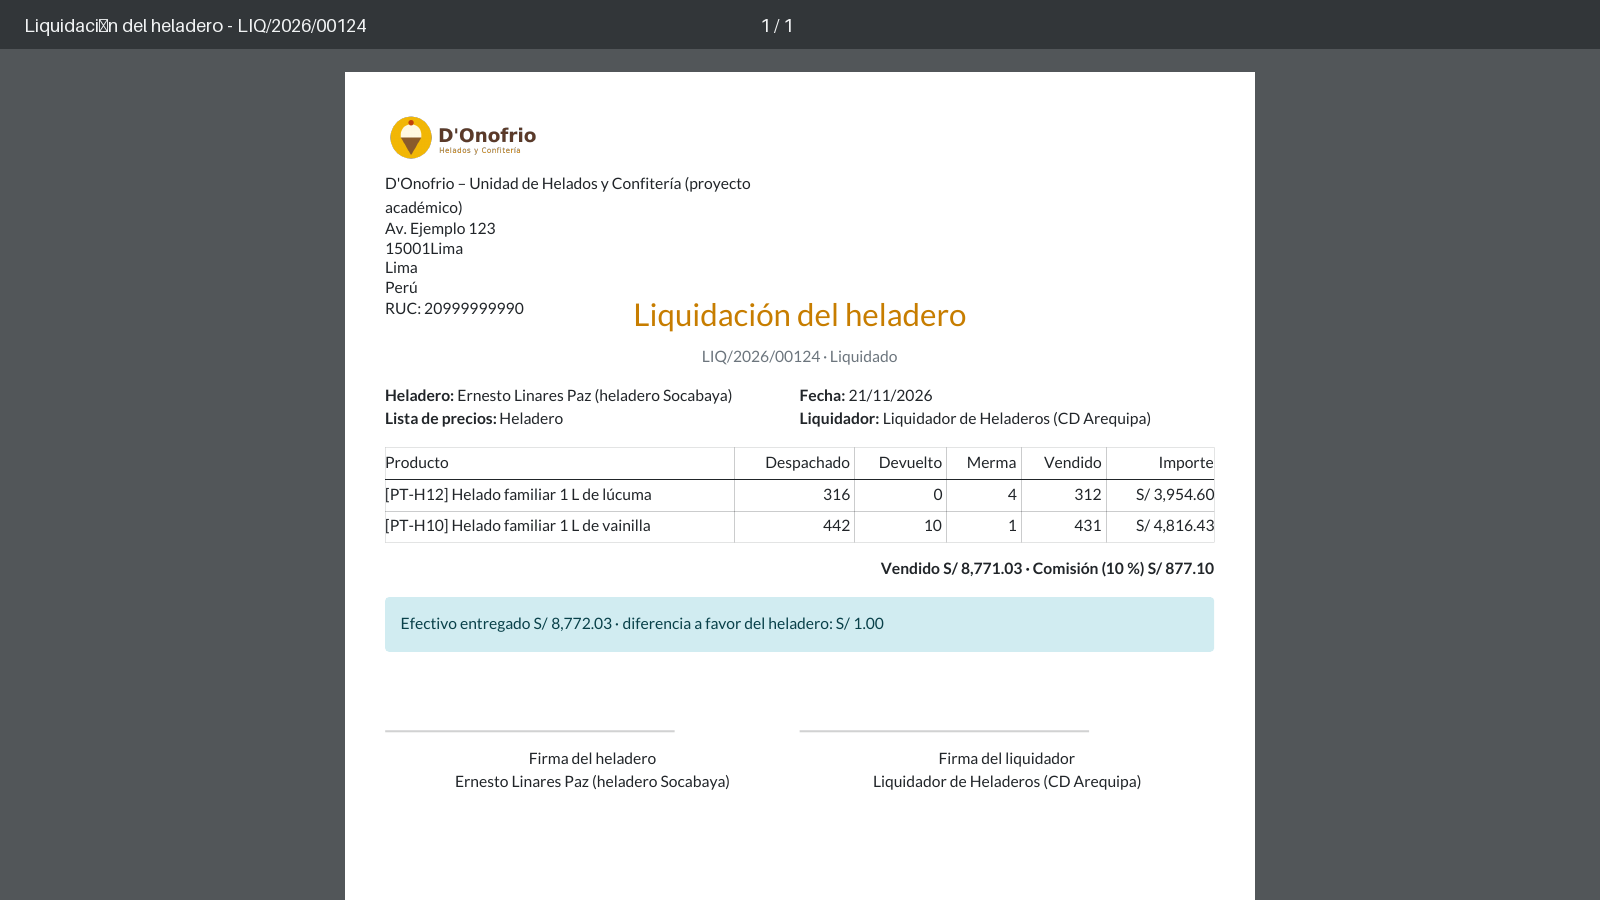 Liquidaci▯n del heladero - LIQ/2026/00124
1 / 1
D'Onofrio
Helados y Confitería
D'Onofrio – Unidad de Helados y Confitería (proyecto
académico)
Av. Ejemplo 123
15001Lima
Lima
Perú
RUC: 20999999990
Liquidación del heladero
LIQ/2026/00124 · Liquidado
Heladero: Ernesto Linares Paz (heladero Socabaya) Fecha: 21/11/2026
Lista de precios: Heladero Liquidador: Liquidador de Heladeros (CD Arequipa)
Producto Despachado Devuelto Merma Vendido Importe
[PT-H12] Helado familiar 1 L de lúcuma 316 0 4 312 S/ 3,954.60
[PT-H10] Helado familiar 1 L de vainilla 442 10 1 431 S/ 4,816.43
Vendido S/ 8,771.03 · Comisión (10 %) S/ 877.10
Efectivo entregado S/ 8,772.03 · diferencia a favor del heladero: S/ 1.00
Firma del heladero Firma del liquidador
Ernesto Linares Paz (heladero Socabaya) Liquidador de Heladeros (CD Arequipa)